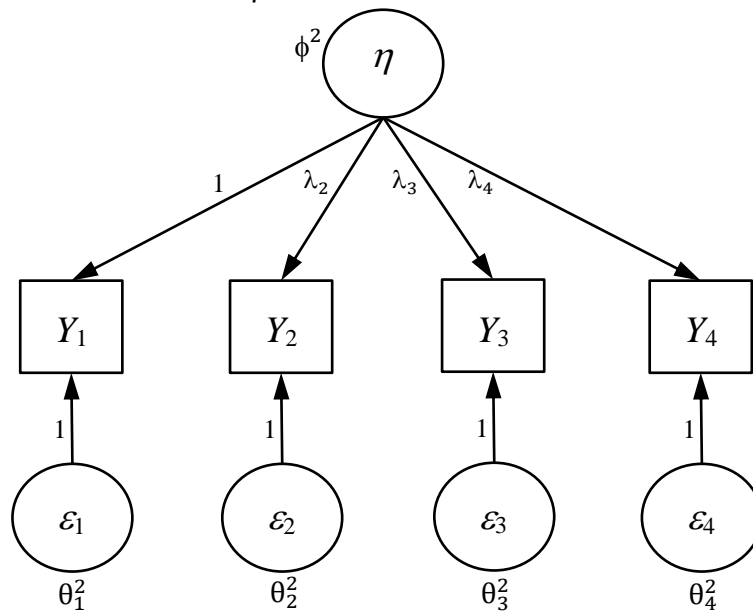 ϕ² η
1 λ₂ λ₃ λ₄
Y₁ Y₂ Y₃ Y₄
1 1 1 1
ε₁ ε₂ ε₃ ε₄
θ₁² θ₂² θ₃² θ₄²